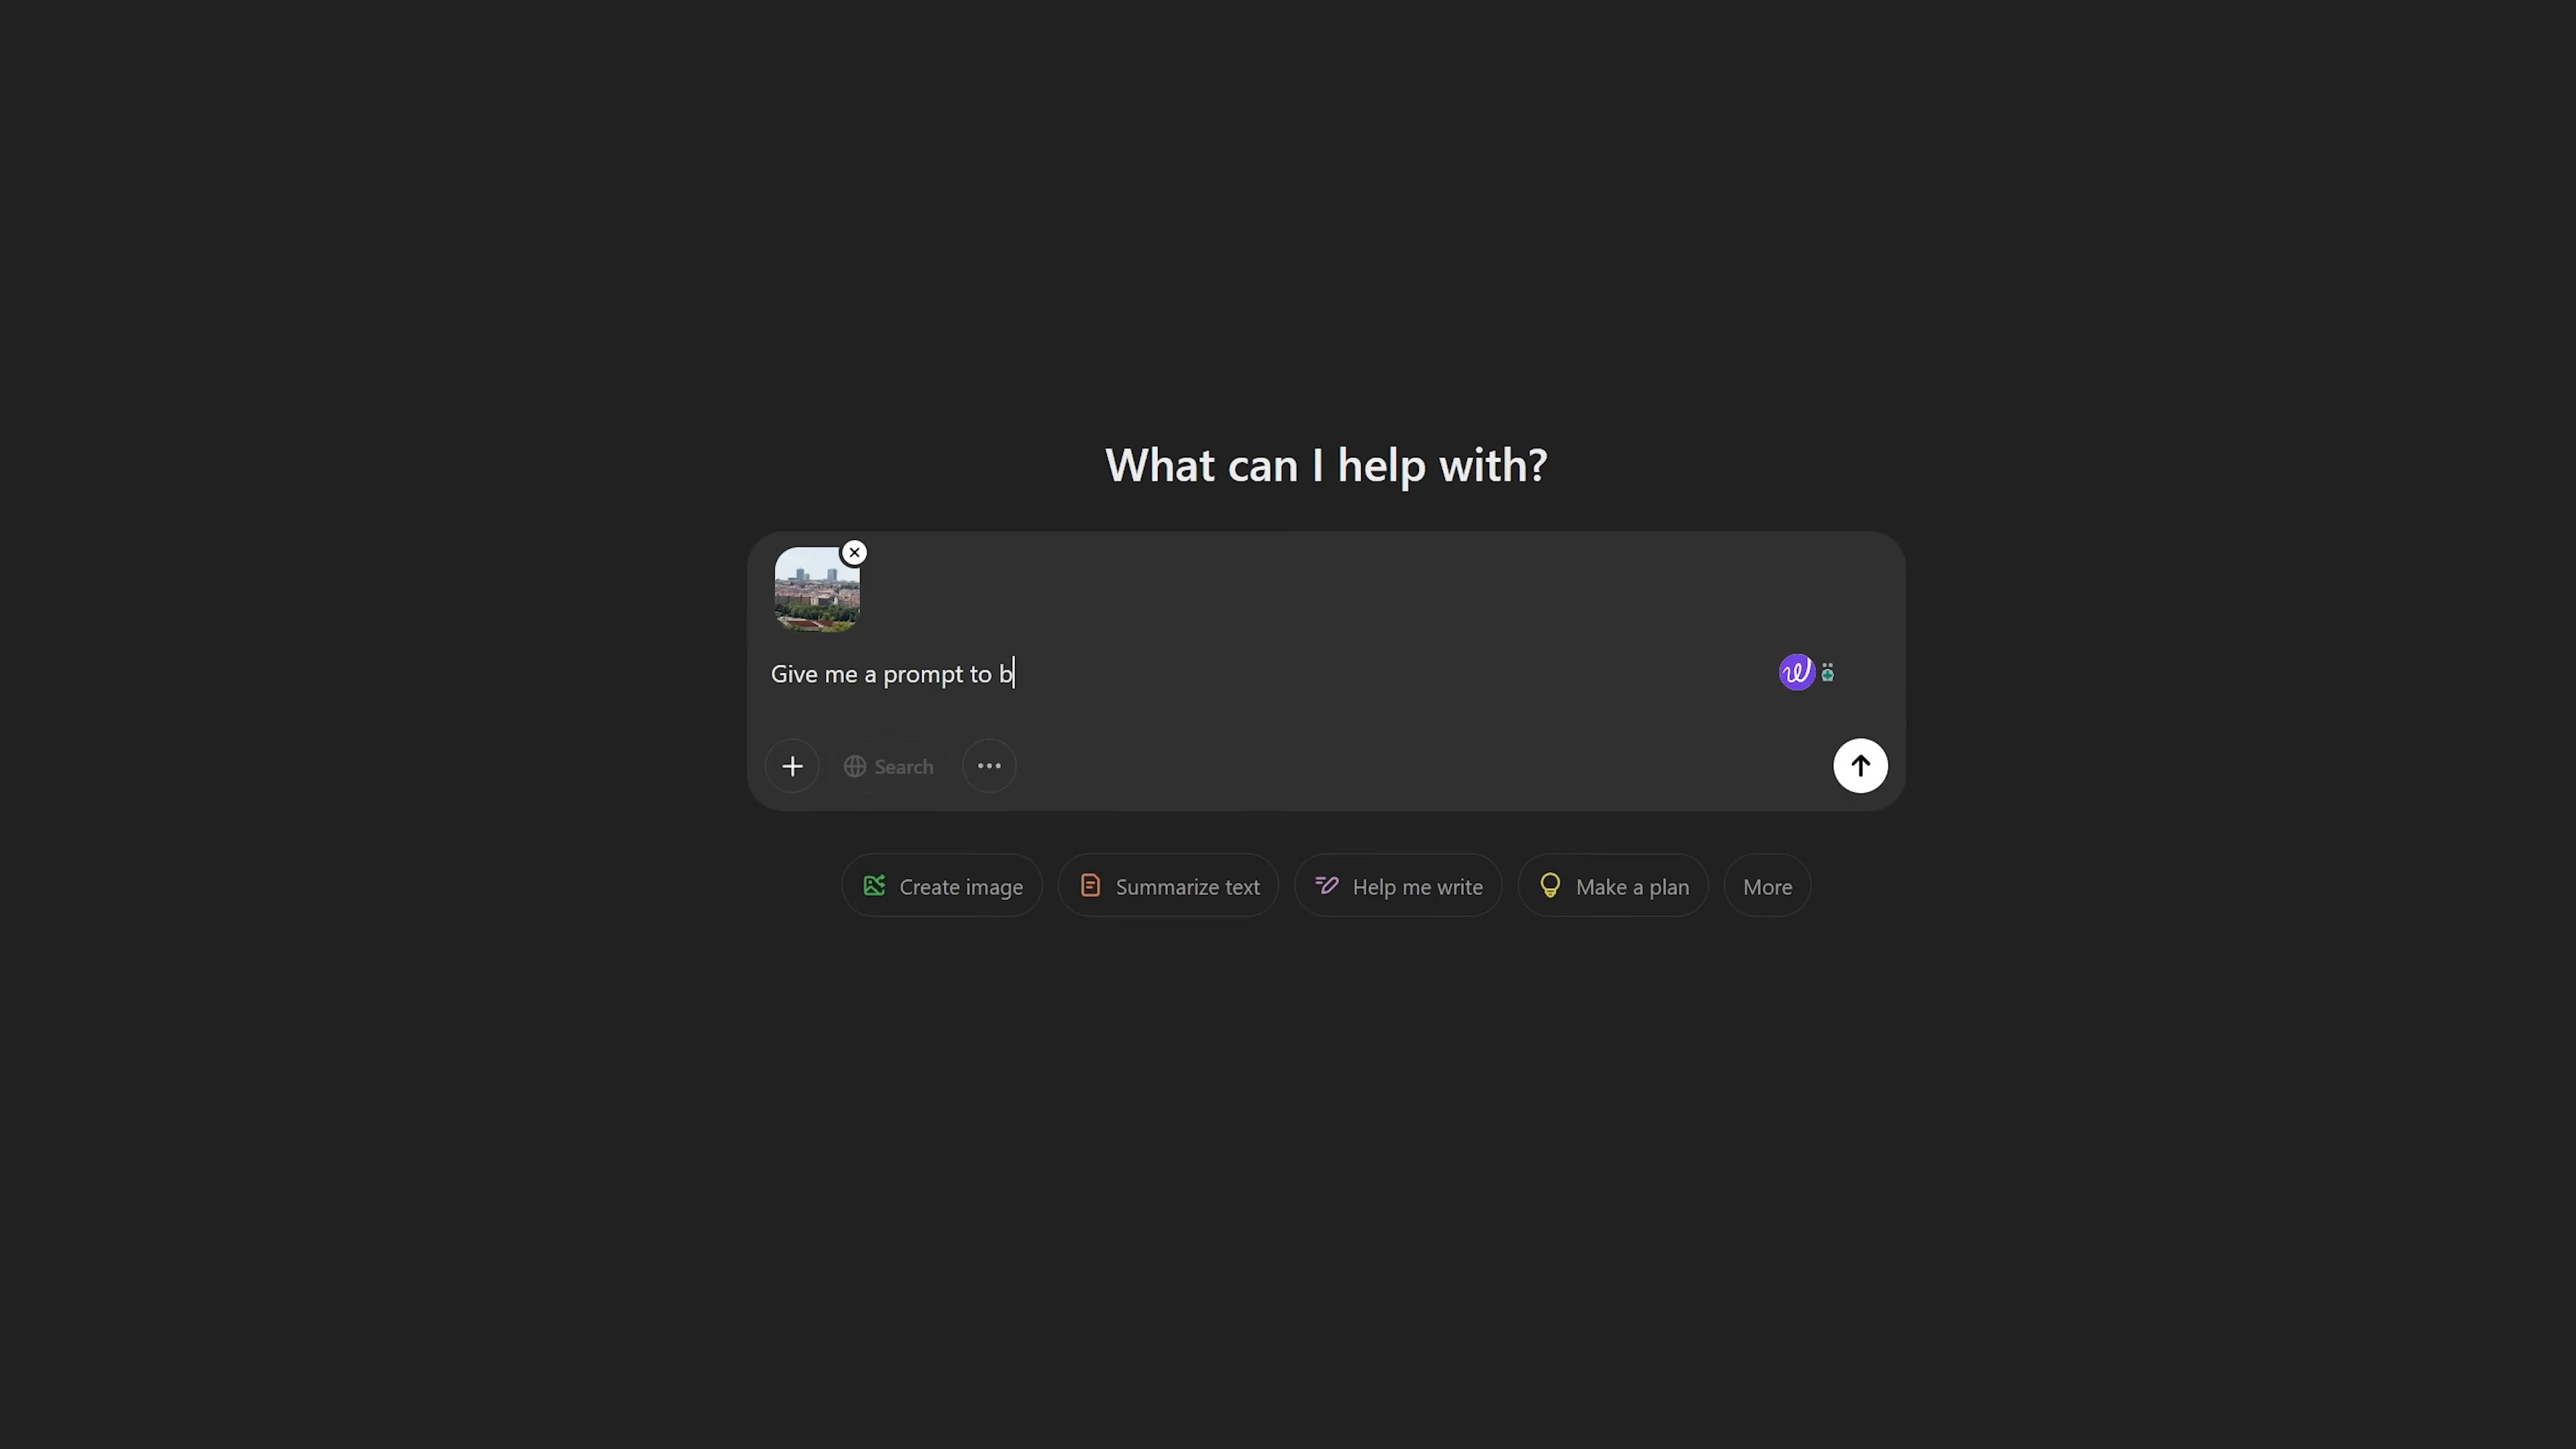 What can I help with?
Give me a prompt to b
Search
Create image
Summarize text
Help me write
Make a plan
More